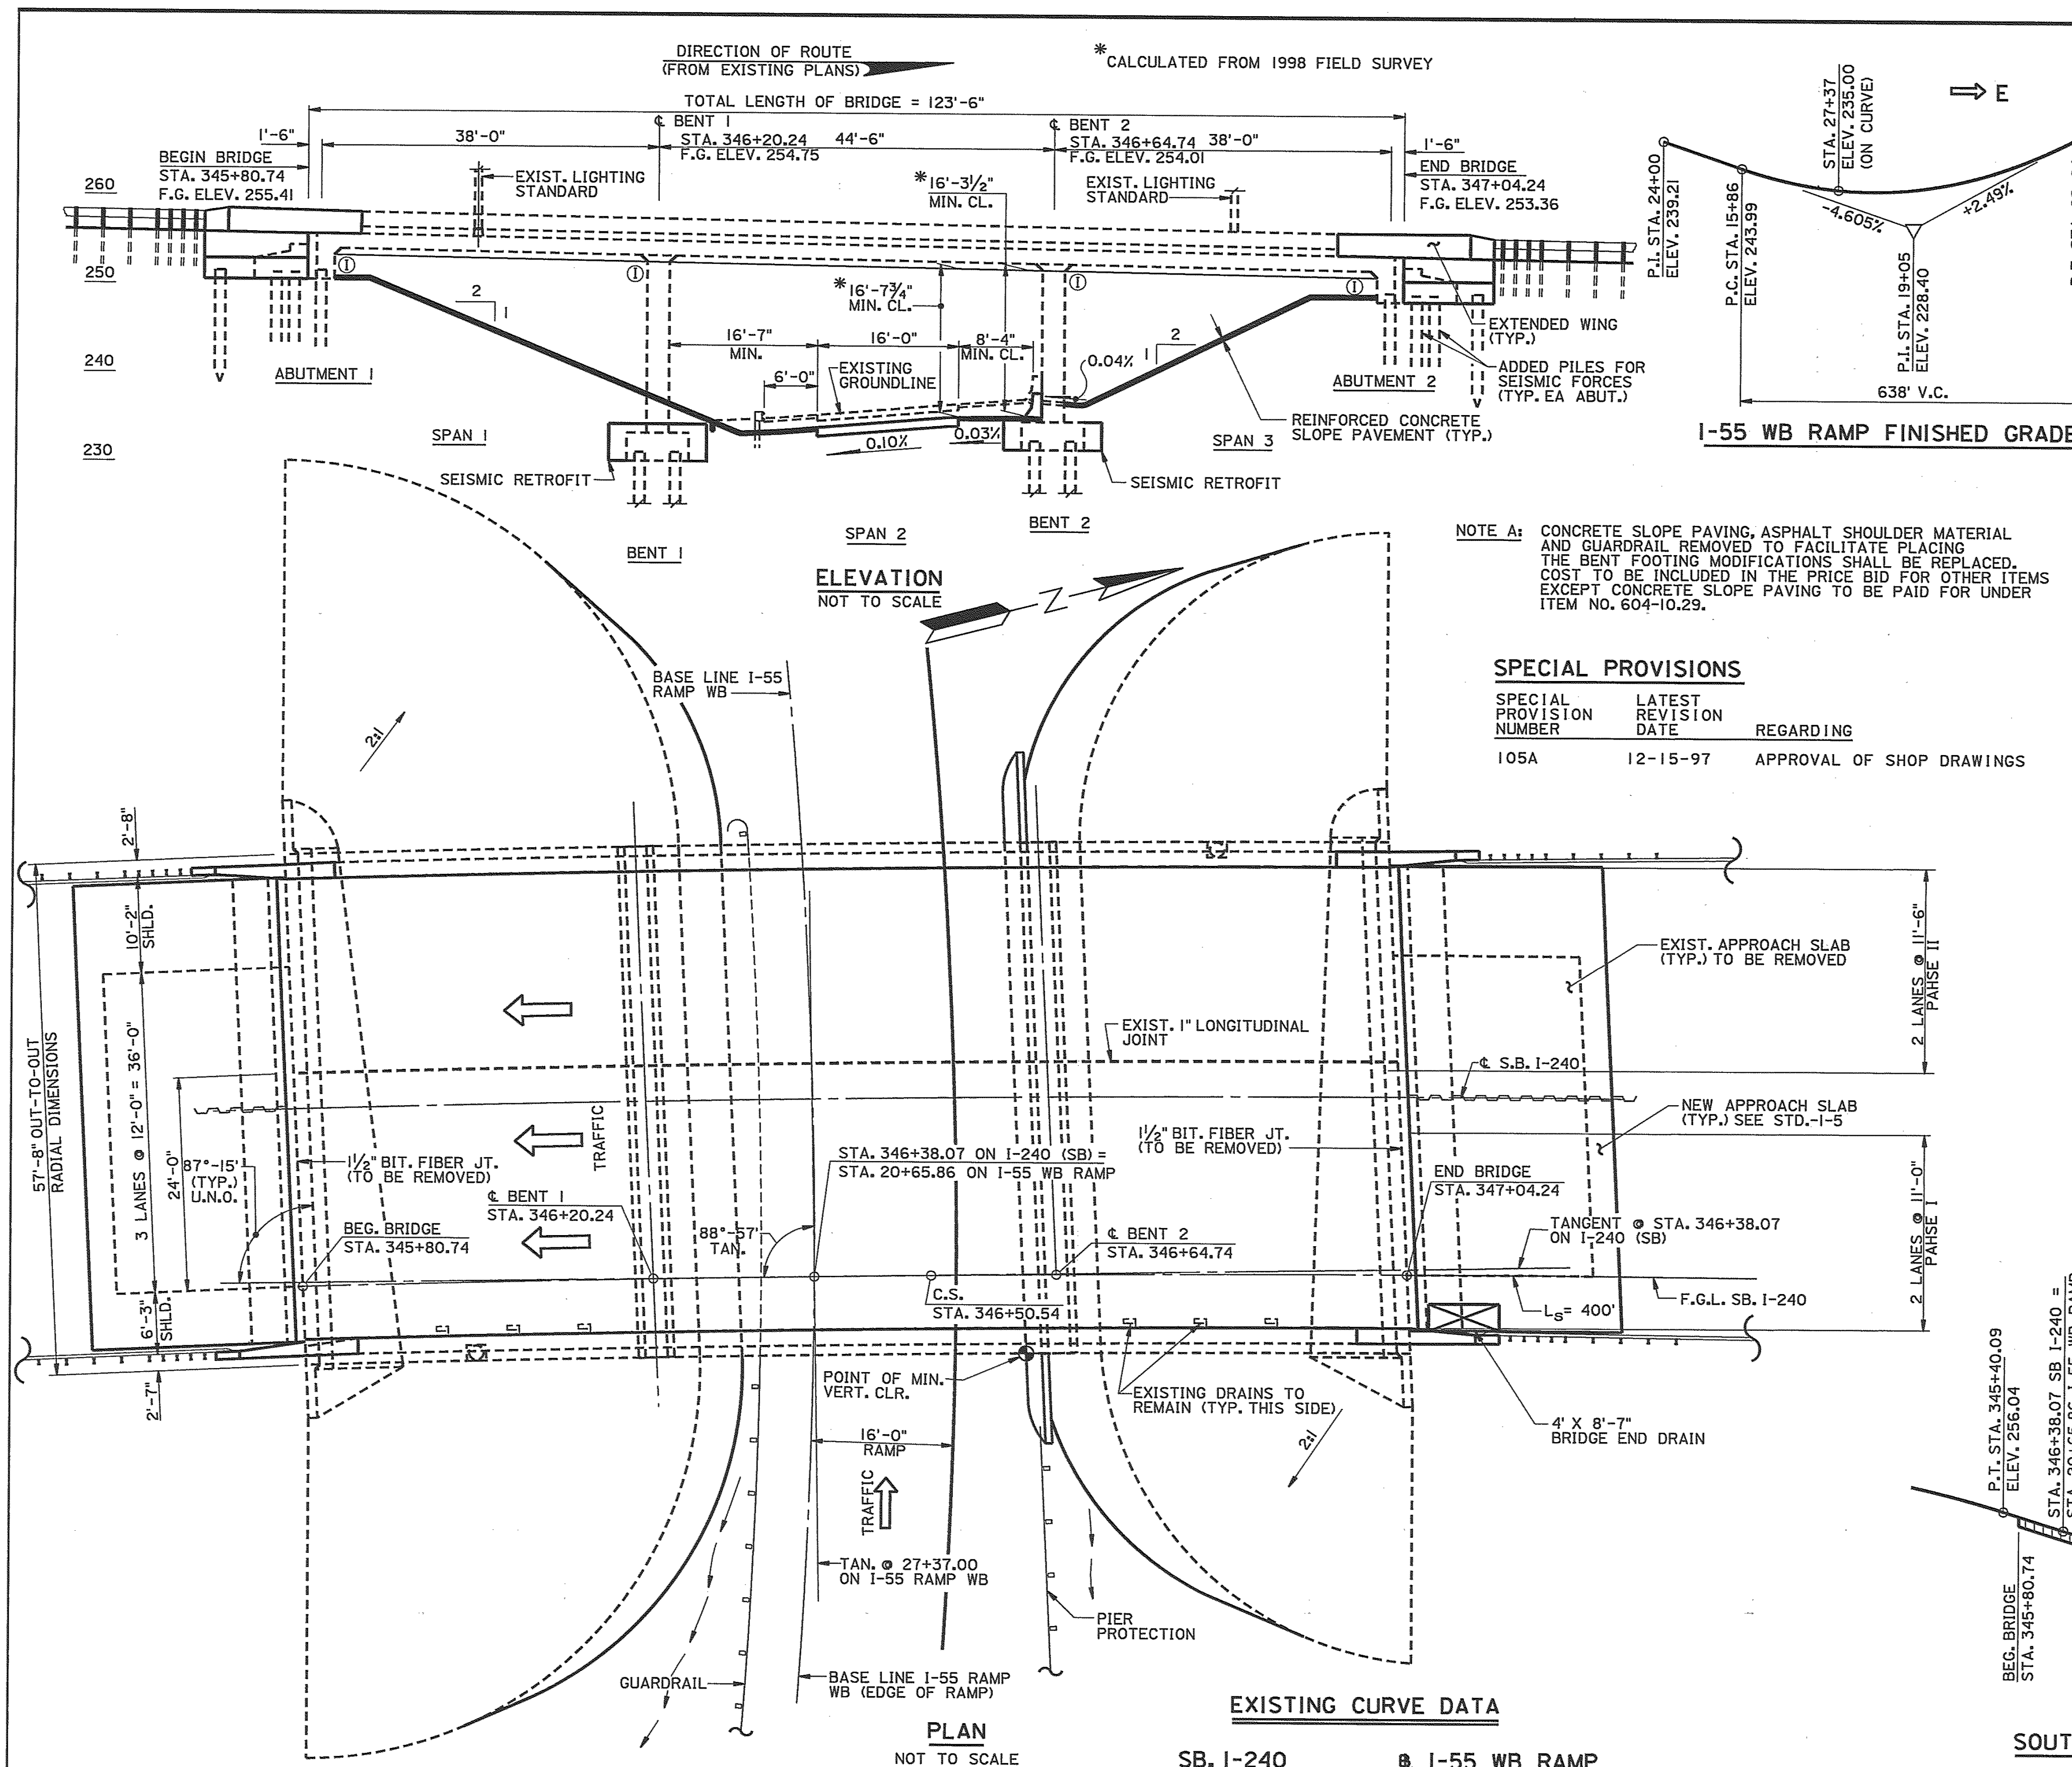 DIRECTION OF ROUTE
(FROM EXISTING PLANS)
*CALCULATED FROM 1998 FIELD SURVEY
TOTAL LENGTH OF BRIDGE = 123'-6"
1'-6"
38'-0"
℄ BENT 1
STA. 346+20.24
F.G. ELEV. 254.75
44'-6"
℄ BENT 2
STA. 346+64.74
F.G. ELEV. 254.01
38'-0"
1'-6"
BEGIN BRIDGE
STA. 345+80.74
F.G. ELEV. 255.41
END BRIDGE
STA. 347+04.24
F.G. ELEV. 253.36
EXIST. LIGHTING
STANDARD
*16'-3½"
MIN. CL.
EXIST. LIGHTING
STANDARD
260
250
240
230
I
I
I
I
2
1
*16'-7¾"
MIN. CL.
16'-7"
MIN.
16'-0"
8'-4"
MIN. CL.
6'-0"
EXISTING
GROUNDLINE
0.04%
1
2
0.10%
0.03%
ABUTMENT 1
ABUTMENT 2
EXTENDED WING
(TYP.)
ADDED PILES FOR
SEISMIC FORCES
(TYP. EA ABUT.)
REINFORCED CONCRETE
SLOPE PAVEMENT (TYP.)
SPAN 1
SPAN 3
SEISMIC RETROFIT
SEISMIC RETROFIT
BENT 1
SPAN 2
BENT 2
ELEVATION
NOT TO SCALE
E
P.I. STA. 24+00
ELEV. 239.21
P.C. STA. 15+86
ELEV. 243.99
STA. 27+37
ELEV. 235.00
(ON CURVE)
-4.605%
+2.49%
P.I. STA. 19+05
ELEV. 228.40
638' V.C.
I-55 WB RAMP FINISHED GRADE
NOTE A: CONCRETE SLOPE PAVING, ASPHALT SHOULDER MATERIAL
AND GUARDRAIL REMOVED TO FACILITATE PLACING
THE BENT FOOTING MODIFICATIONS SHALL BE REPLACED.
COST TO BE INCLUDED IN THE PRICE BID FOR OTHER ITEMS
EXCEPT CONCRETE SLOPE PAVING TO BE PAID FOR UNDER
ITEM NO. 604-10.29.
SPECIAL PROVISIONS
SPECIAL PROVISION NUMBER
LATEST REVISION DATE
REGARDING
105A 12-15-97 APPROVAL OF SHOP DRAWINGS
N
BASE LINE I-55
RAMP WB
2:1
2'-8"
10'-2"
SHLD.
57'-8" OUT-TO-OUT
RADIAL DIMENSIONS
3 LANES @ 12'-0" = 36'-0"
24'-0"
87°-15'
(TYP.)
U.N.O.
6'-3"
SHLD.
2'-7"
1½" BIT. FIBER JT.
(TO BE REMOVED)
BEG. BRIDGE
STA. 345+80.74
℄ BENT 1
STA. 346+20.24
TRAFFIC
88°-57'
TAN.
STA. 346+38.07 ON I-240 (SB) =
STA. 20+65.86 ON I-55 WB RAMP
C.S.
STA. 346+50.54
EXIST. 1" LONGITUDINAL
JOINT
1½" BIT. FIBER JT.
(TO BE REMOVED)
℄ BENT 2
STA. 346+64.74
℄ S.B. I-240
EXIST. APPROACH SLAB
(TYP.) TO BE REMOVED
NEW APPROACH SLAB
(TYP.) SEE STD.-1-5
END BRIDGE
STA. 347+04.24
TANGENT @ STA. 346+38.07
ON I-240 (SB)
Ls= 400'
F.G.L. SB. I-240
2 LANES @ 11'-6"
PAHSE II
2 LANES @ 11'-0"
PAHSE I
POINT OF MIN.
VERT. CLR.
EXISTING DRAINS TO
REMAIN (TYP. THIS SIDE)
2:1
4' X 8'-7"
BRIDGE END DRAIN
16'-0"
RAMP
TRAFFIC
TAN. @ 27+37.00
ON I-55 RAMP WB
PIER
PROTECTION
GUARDRAIL
BASE LINE I-55 RAMP
WB (EDGE OF RAMP)
PLAN
NOT TO SCALE
EXISTING CURVE DATA
SB. I-240
I-55 WB RAMP
P.T. STA. 345+40.09
ELEV. 256.04
STA. 346+38.07 SB I-240 =
BEG. BRIDGE
STA. 345+80.74
SOUT